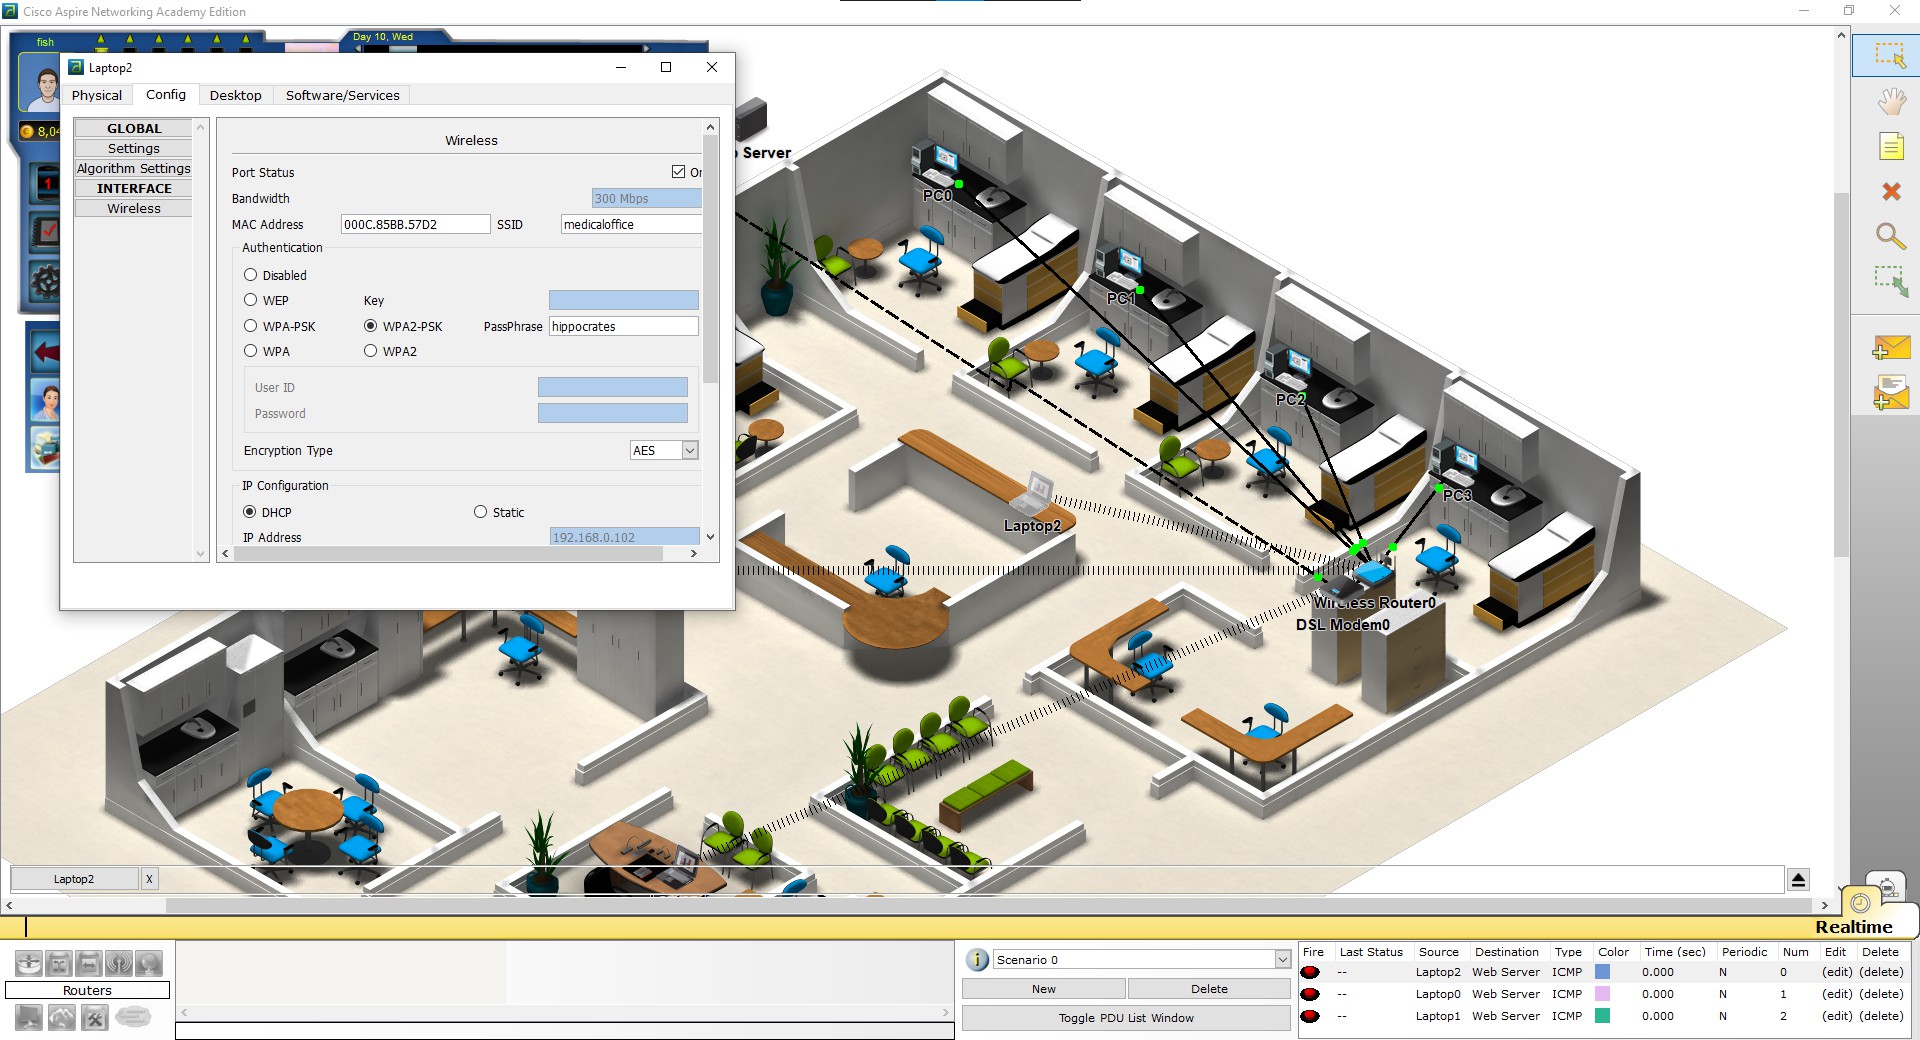 Cisco Aspire Networking Academy Edition
fish
Day 10, Wed
Laptop2
Physical Config Desktop Software/Services
GLOBAL
Settings
Algorithm Settings
INTERFACE
Wireless
Wireless
Port Status
Bandwidth 300 Mbps
MAC Address 000C.85BB.57D2 SSID medicaloffice
Authentication
Disabled
WEP Key
WPA-PSK WPA2-PSK PassPhrase hippocrates
WPA WPA2
User ID
Password
Encryption Type AES
IP Configuration
DHCP Static
IP Address 192.168.0.102
Server
PC0
PC1
PC2
PC3
Laptop2
Wireless Router0
DSL Modem0
Laptop2 X
Realtime
Routers
Scenario 0
New Delete
Toggle PDU List Window
Fire Last Status Source Destination Type Color Time (sec) Periodic Num Edit Delete
-- Laptop2 Web Server ICMP 0.000 N 0 (edit) (delete)
-- Laptop0 Web Server ICMP 0.000 N 1 (edit) (delete)
-- Laptop1 Web Server ICMP 0.000 N 2 (edit) (delete)